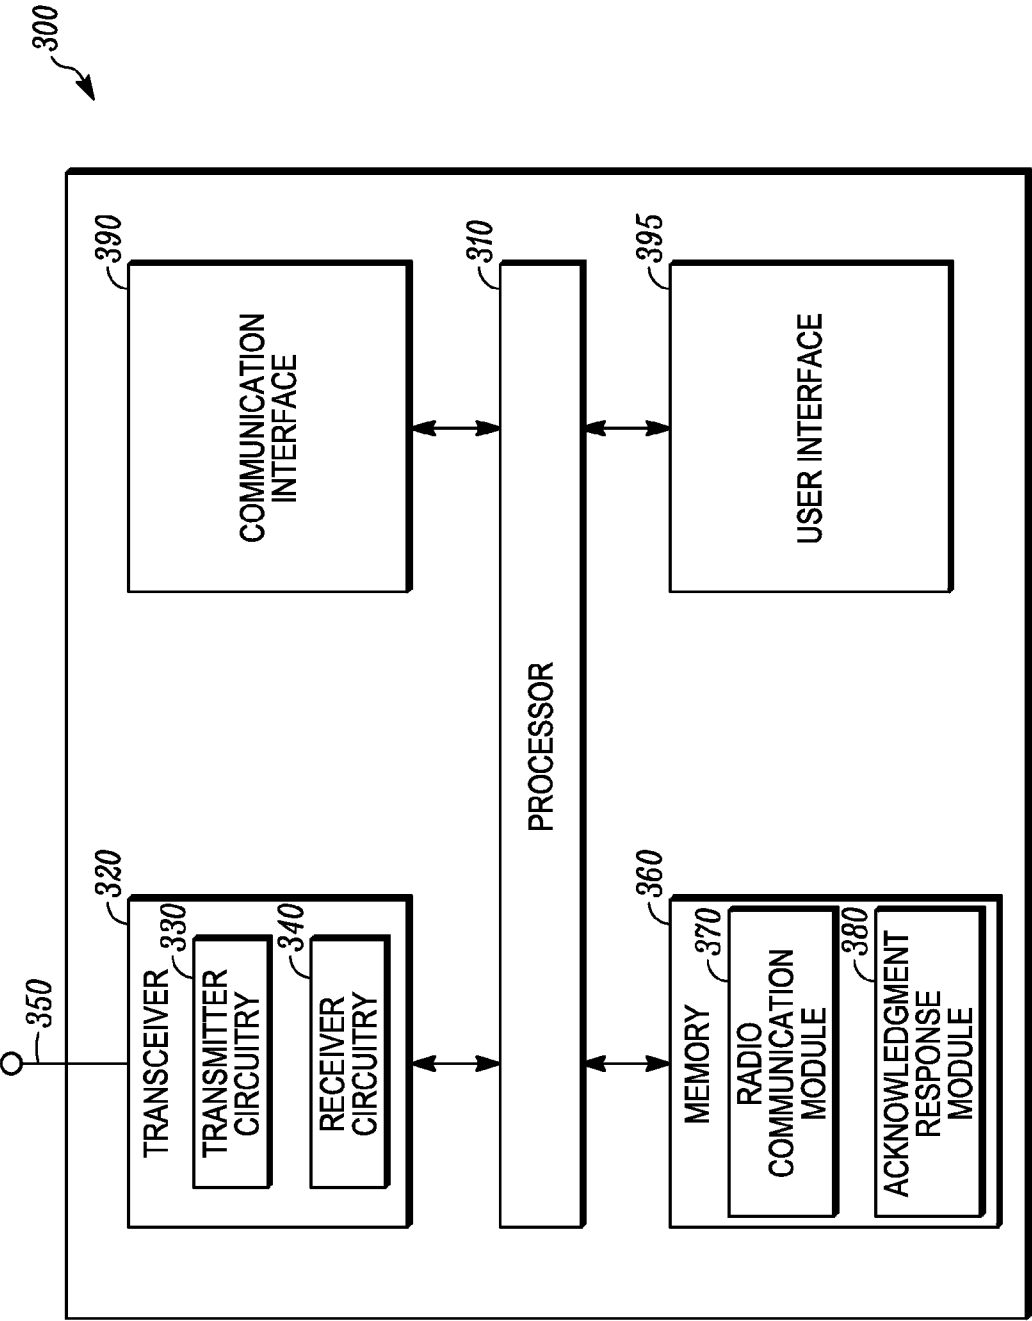 300
350
320
TRANSCEIVER
330
TRANSMITTER
CIRCUITRY
340
RECEIVER
CIRCUITRY
390
COMMUNICATION
INTERFACE
310
PROCESSOR
360
MEMORY
370
RADIO
COMMUNICATION
MODULE
380
ACKNOWLEDGMENT
RESPONSE
MODULE
395
USER INTERFACE